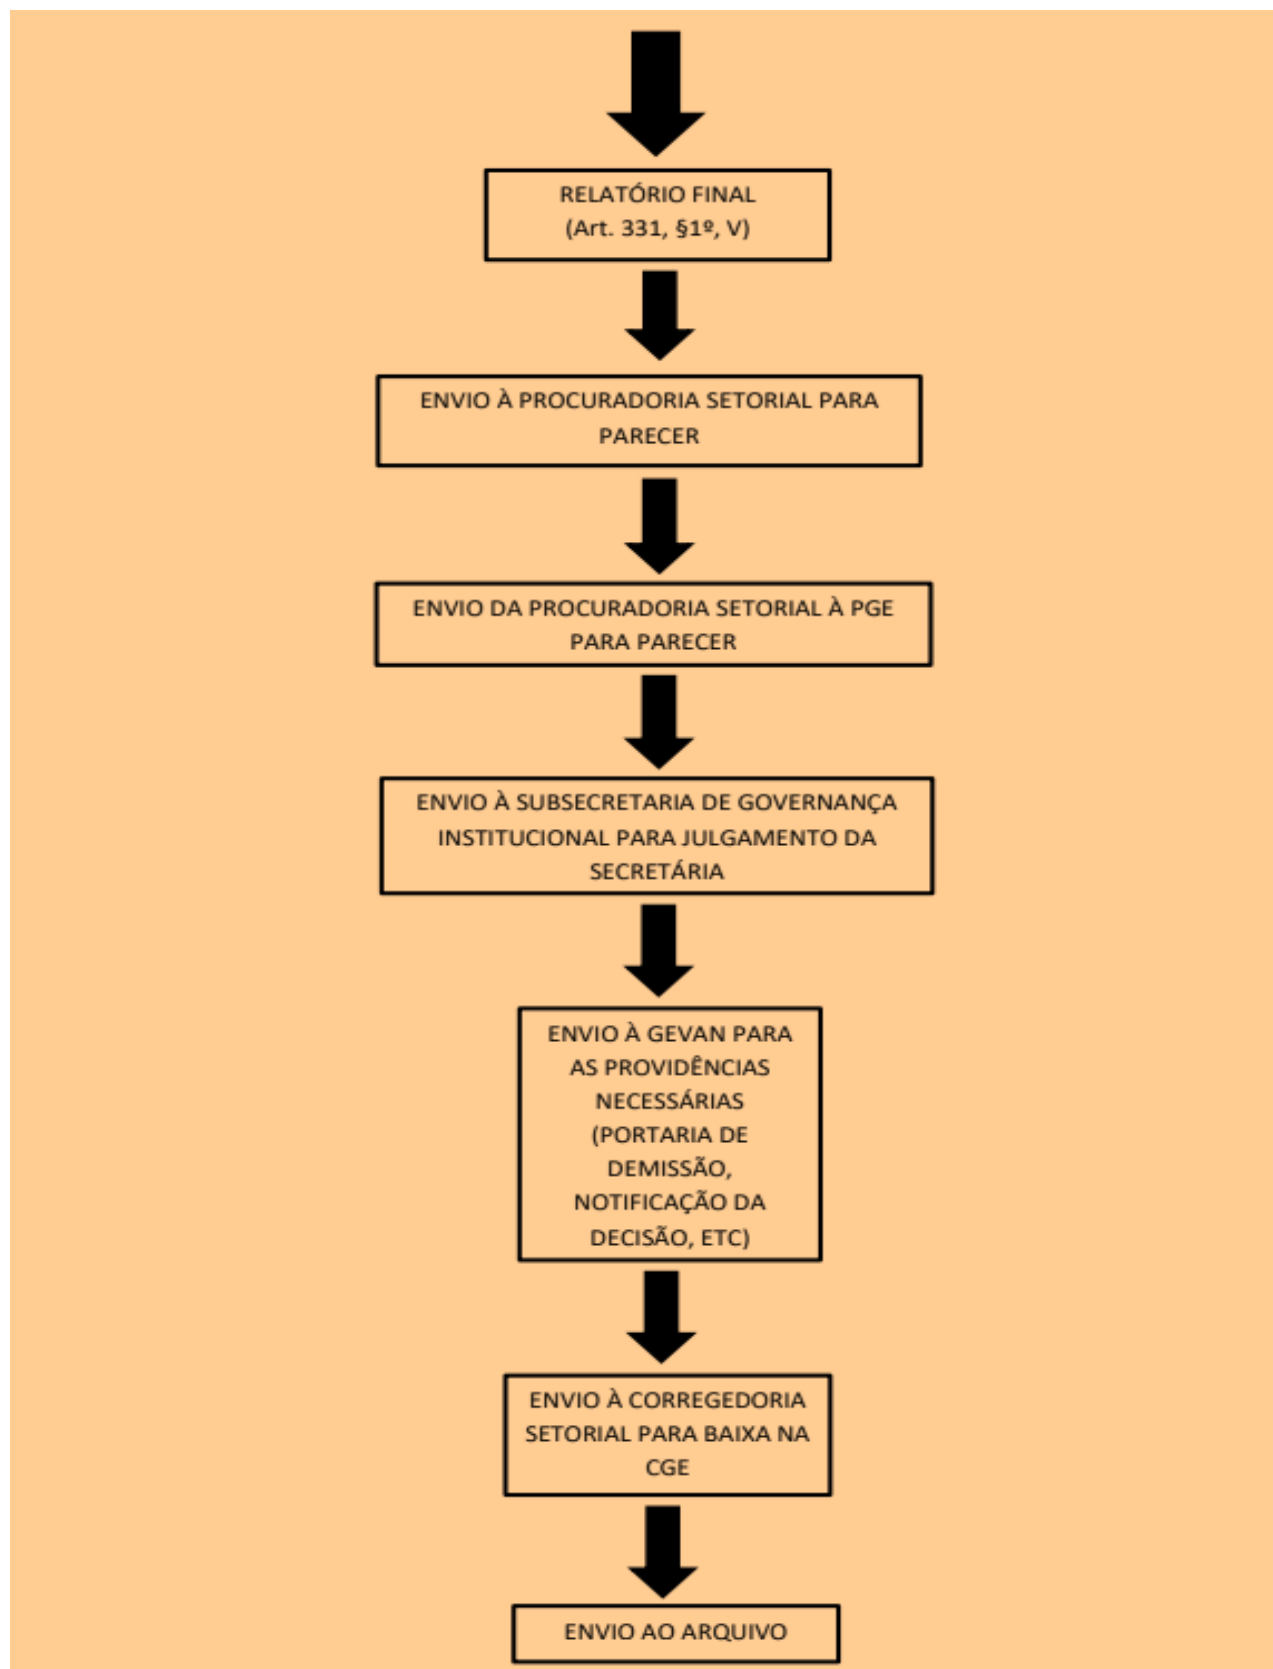 RELATÓRIO FINAL
(Art. 331, §1º, V)
ENVIO À PROCURADORIA SETORIAL PARA
PARECER
ENVIO DA PROCURADORIA SETORIAL À PGE
PARA PARECER
ENVIO À SUBSECRETARIA DE GOVERNANÇA
INSTITUCIONAL PARA JULGAMENTO DA
SECRETÁRIA
ENVIO À GEVAN PARA
AS PROVIDÊNCIAS
NECESSÁRIAS
(PORTARIA DE
DEMISSÃO,
NOTIFICAÇÃO DA
DECISÃO, ETC)
ENVIO À CORREGEDORIA
SETORIAL PARA BAIXA NA
CGE
ENVIO AO ARQUIVO